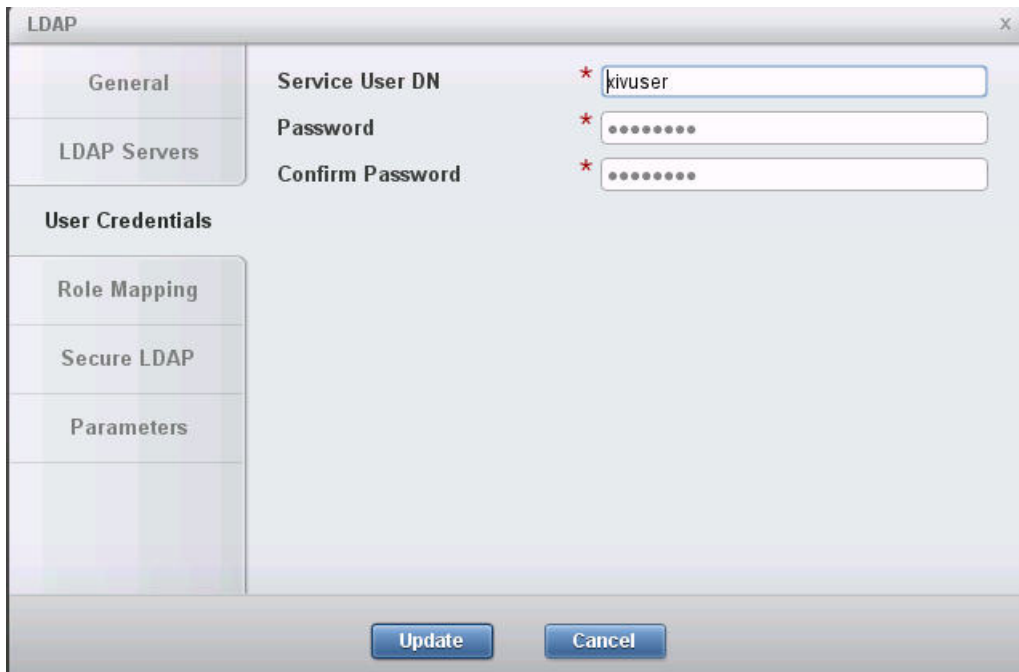 LDAP x
General
LDAP Servers
User Credentials
Role Mapping
Secure LDAP
Parameters
Service User DN * xivuser
Password * ●●●●●●●●
Confirm Password * ●●●●●●●●
Update Cancel